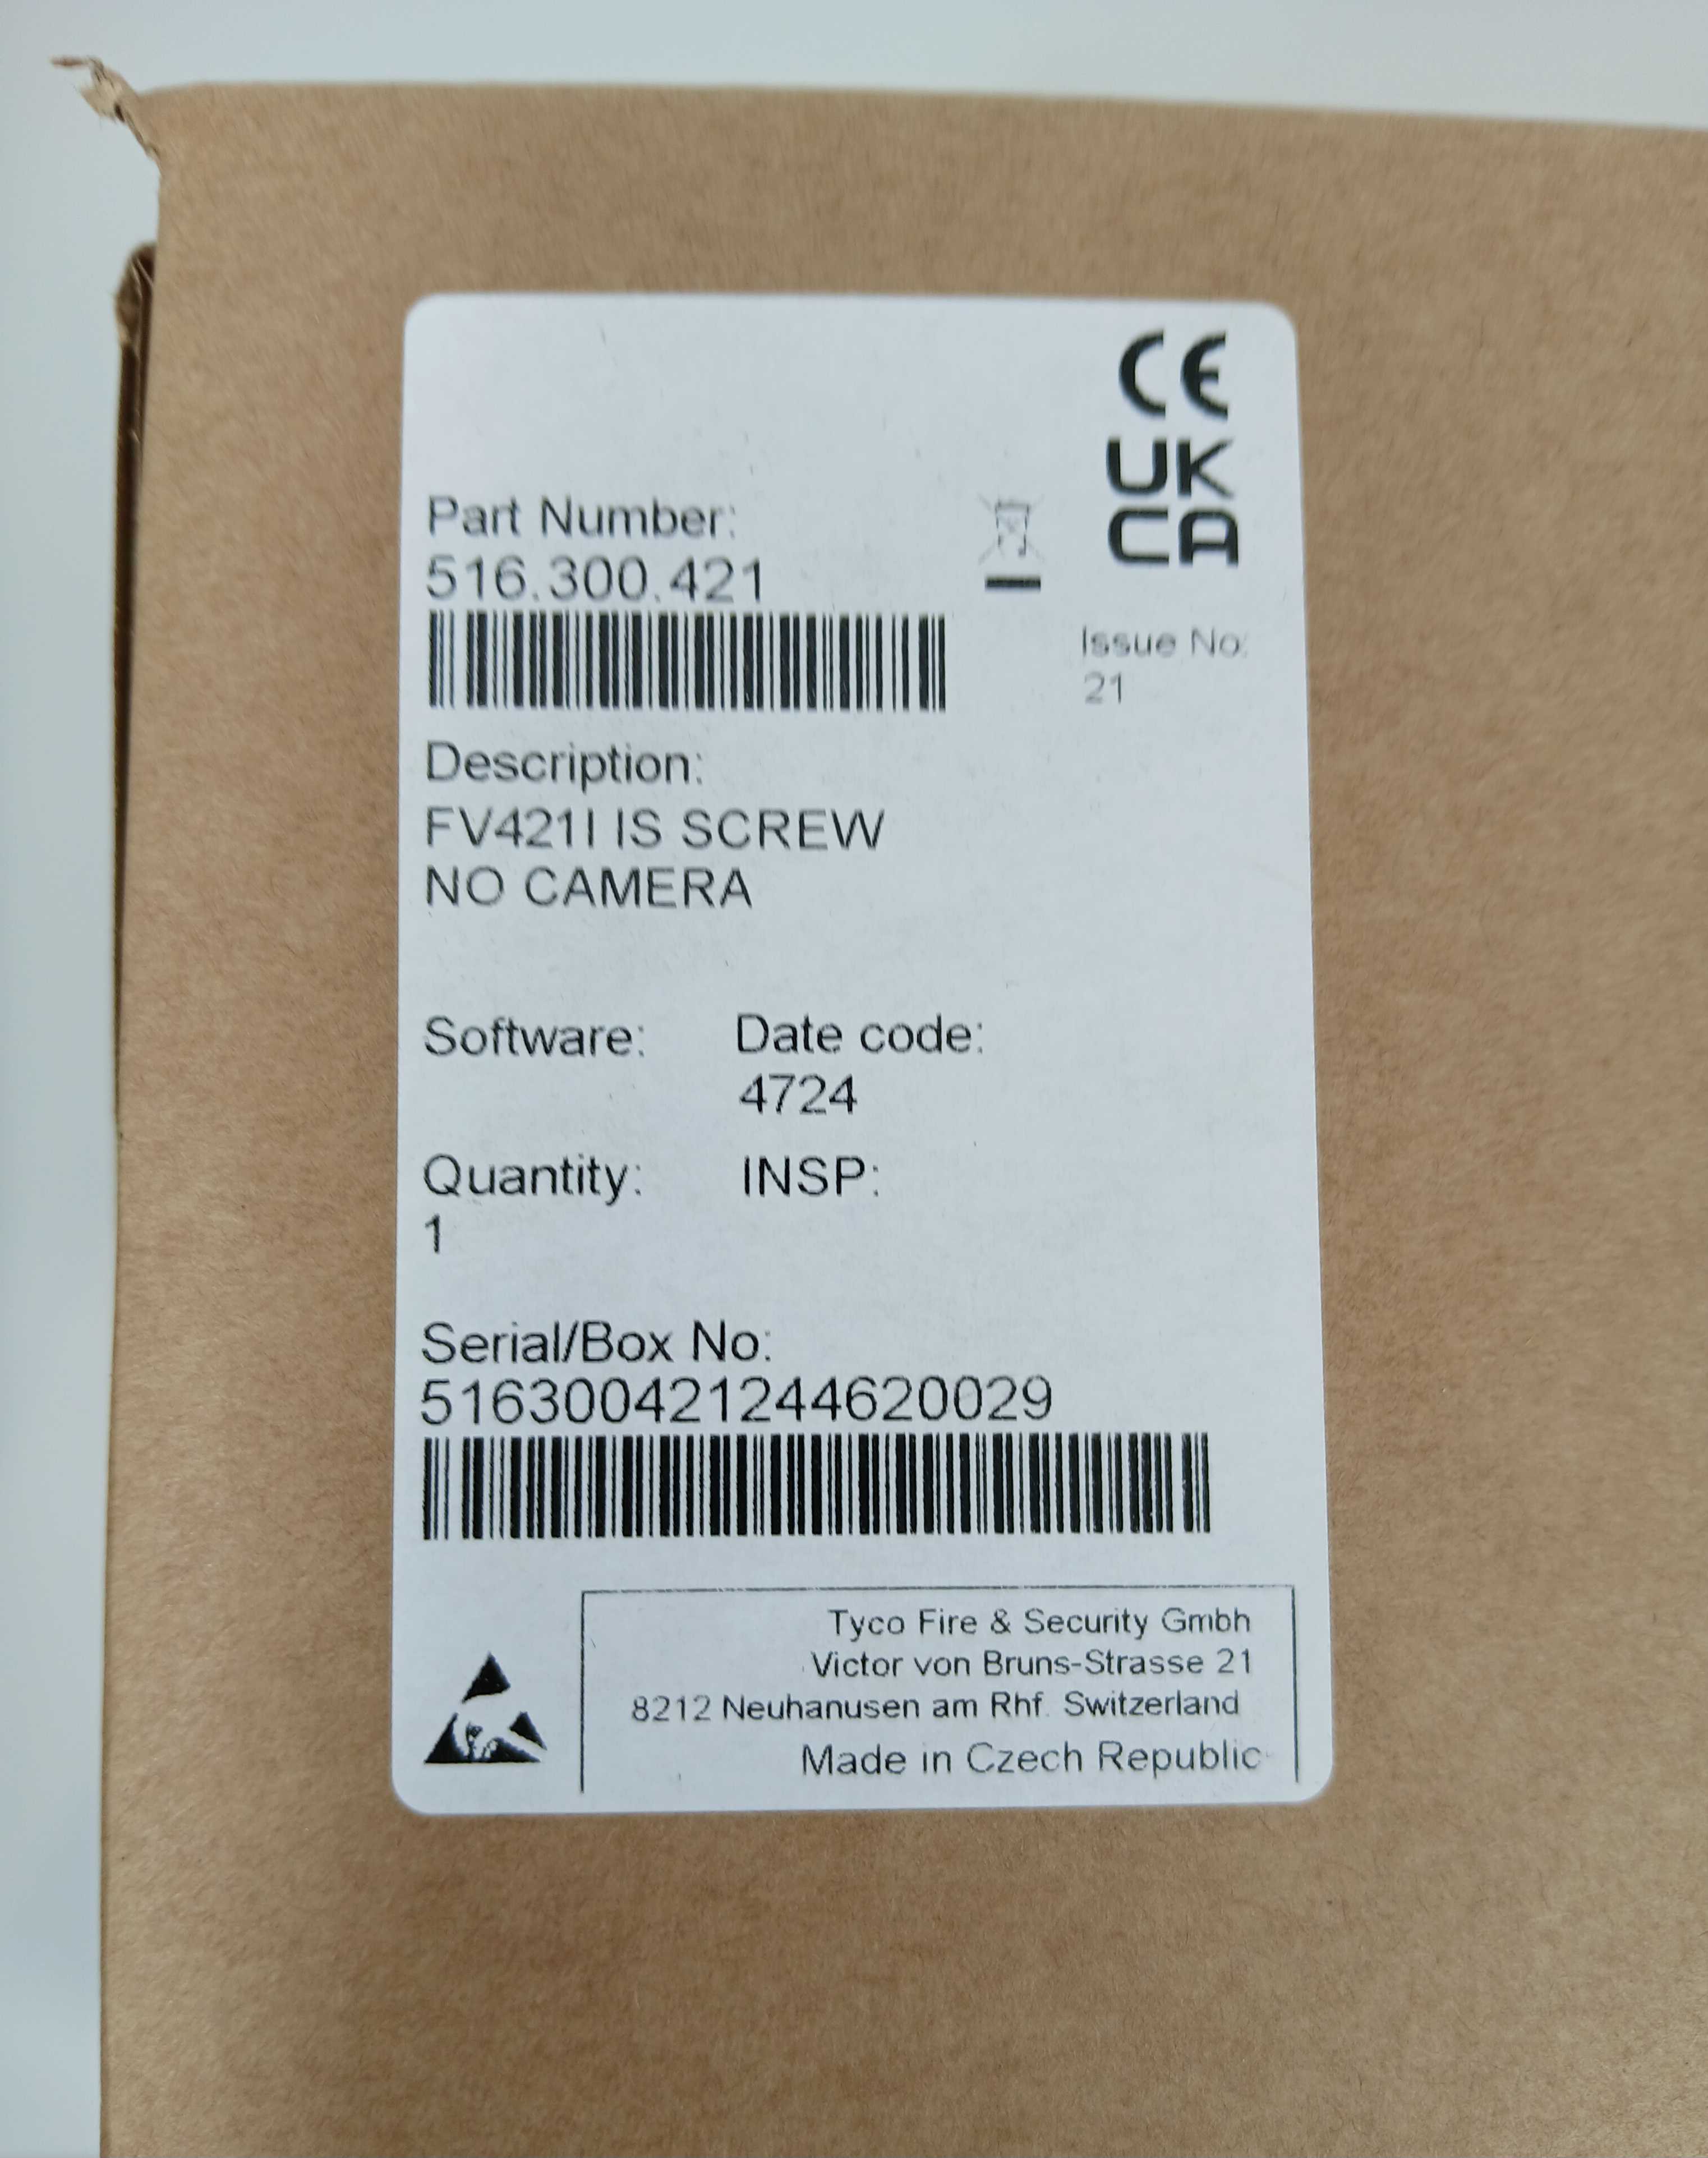 CE
UK
CA
Part Number:
516.300.421
Issue No:
21
Description:
FV421I IS SCREW
NO CAMERA
Software: Date code:
4724
Quantity: INSP:
1
Serial/Box No:
516300421244620029
Tyco Fire & Security Gmbh
Victor von Bruns-Strasse 21
8212 Neuhanusen am Rhf. Switzerland
Made in Czech Republic